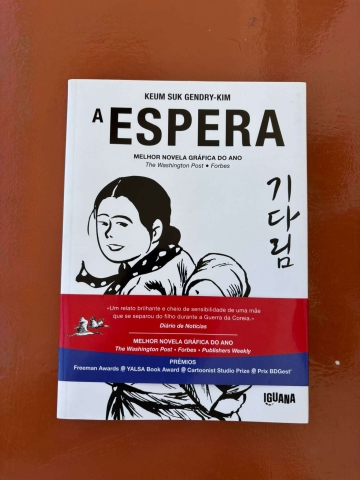 KEUM SUK GENDRY-KIM
A ESPERA
MELHOR NOVELA GRÁFICA DO ANO
The Washington Post • Forbes
기다림
«Um relato brilhante e cheio de sensibilidade de uma mãe
que se separou do filho durante a Guerra da Coreia.»
Diário de Notícias
MELHOR NOVELA GRÁFICA DO ANO
The Washington Post • Forbes • Publishers Weekly
PRÉMIOS
Freeman Awards @ YALSA Book Award @ Cartoonist Studio Prize @ Prix BDGest'
IGUANA